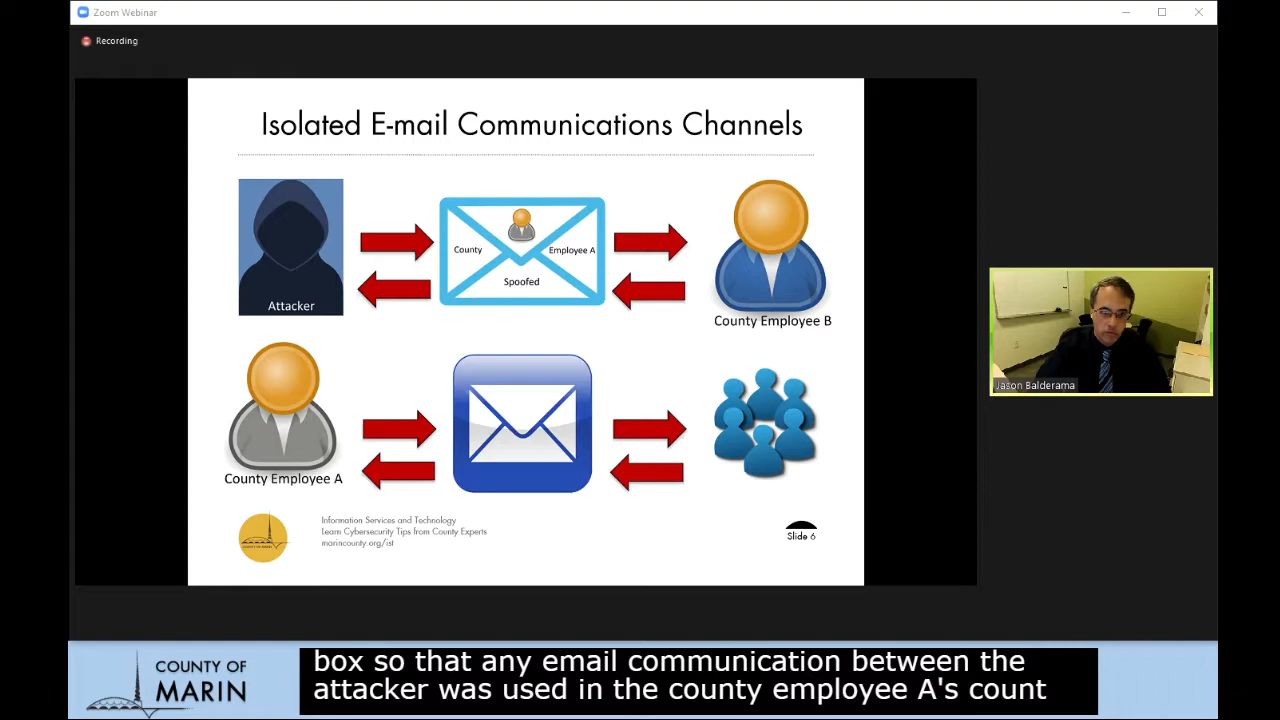 Zoom Webinar
Recording
Isolated E-mail Communications Channels
County
Employee A
Spoofed
Attacker
County Employee B
Jason Balderama
County Employee A
Information Services and Technology
Learn Cybersecurity Tips from County Experts
marincounty.org/ist
Slide 6
COUNTY OF
MARIN
box so that any email communication between the
attacker was used in the county employee A's count